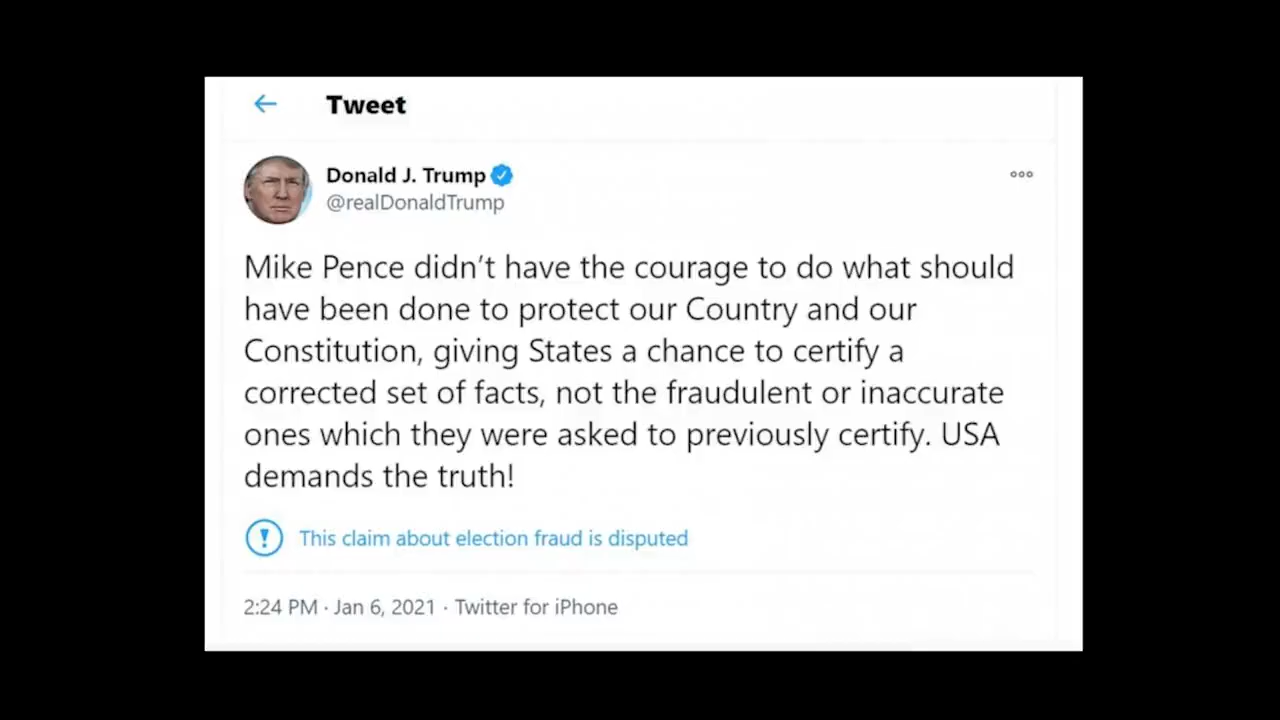 Tweet
Donald J. Trump
@realDonaldTrump
Mike Pence didn’t have the courage to do what should
have been done to protect our Country and our
Constitution, giving States a chance to certify a
corrected set of facts, not the fraudulent or inaccurate
ones which they were asked to previously certify. USA
demands the truth!
This claim about election fraud is disputed
2:24 PM · Jan 6, 2021 · Twitter for iPhone